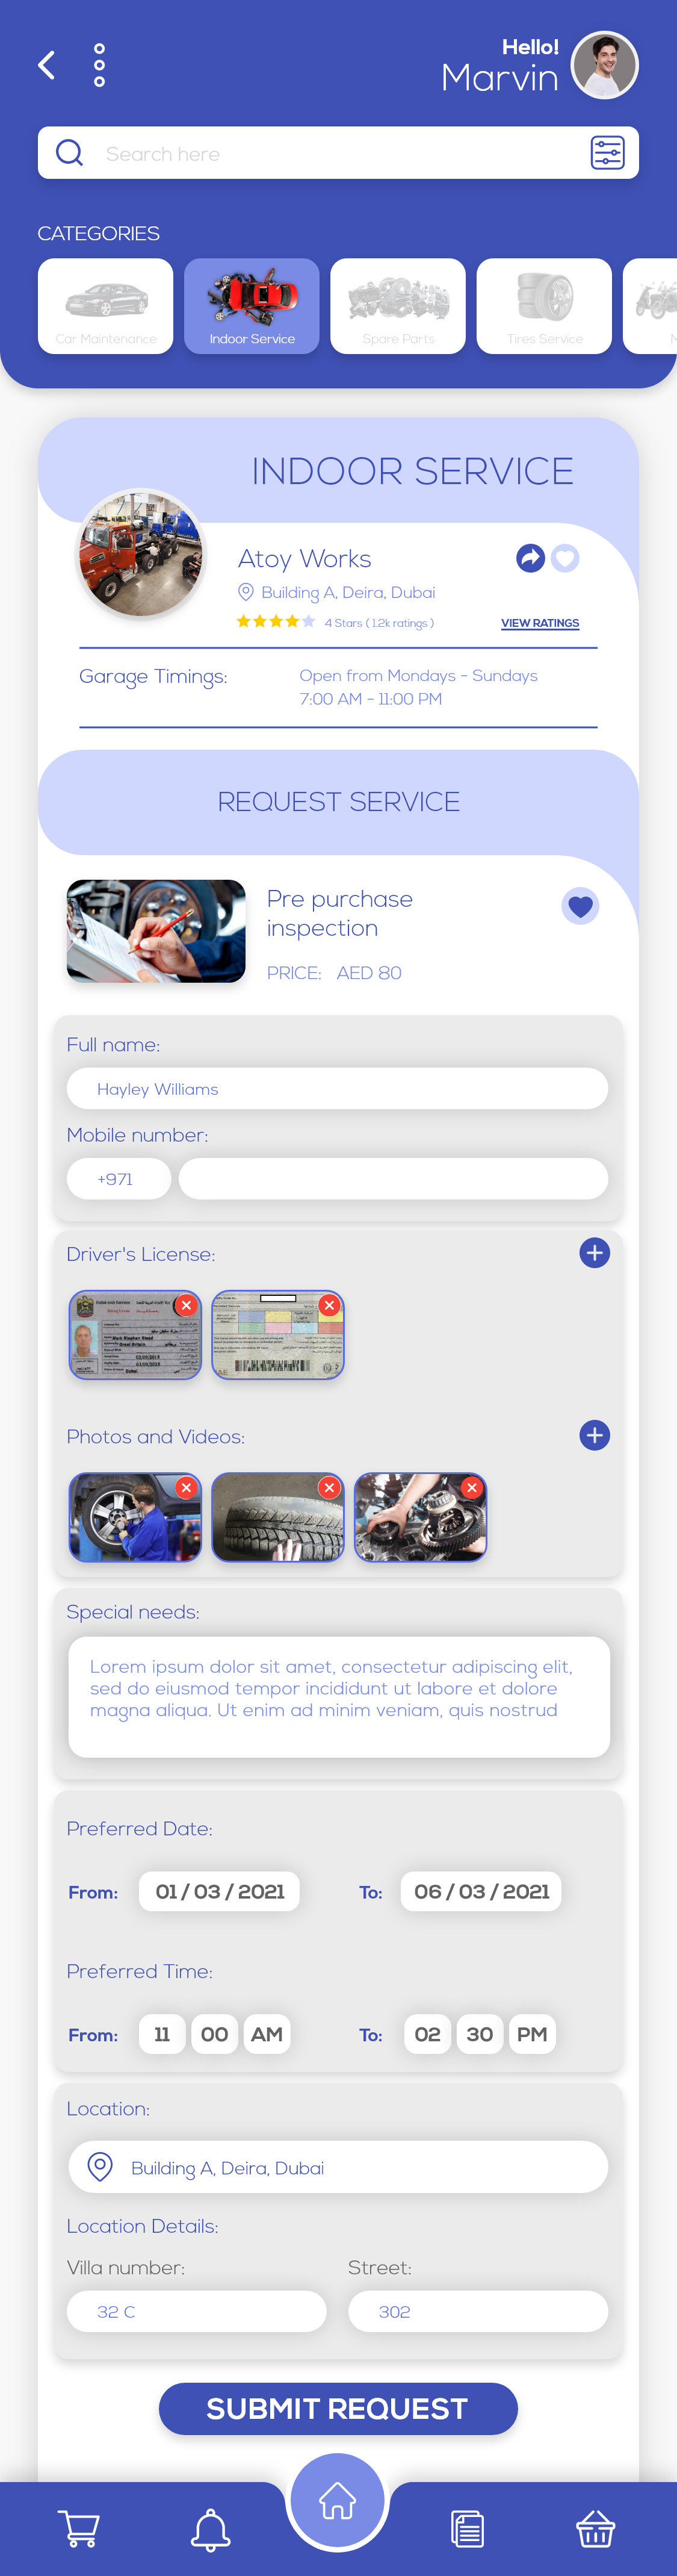 Hello!
Marvin
Search here
CATEGORIES
Car Maintenance
Indoor Service
Spare Parts
Tires Service
M
INDOOR SERVICE
Atoy Works
Building A, Deira, Dubai
4 Stars ( 1.2k ratings )
VIEW RATINGS
Garage Timings:
Open from Mondays - Sundays
7:00 AM - 11:00 PM
REQUEST SERVICE
Pre purchase
inspection
PRICE: AED 80
Full name:
Hayley Williams
Mobile number:
+971
Driver's License:
Photos and Videos:
Special needs:
Lorem ipsum dolor sit amet, consectetur adipiscing elit,
sed do eiusmod tempor incididunt ut labore et dolore
magna aliqua. Ut enim ad minim veniam, quis nostrud
Preferred Date:
From: 01 / 03 / 2021 To: 06 / 03 / 2021
Preferred Time:
From: 11 00 AM To: 02 30 PM
Location:
Building A, Deira, Dubai
Location Details:
Villa number: Street:
32 C 302
SUBMIT REQUEST